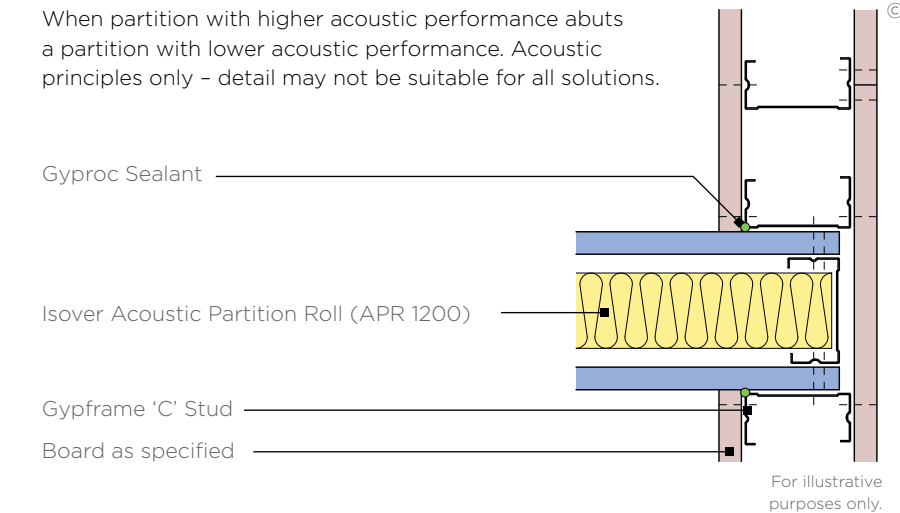 When partition with higher acoustic performance abuts
a partition with lower acoustic performance. Acoustic
principles only – detail may not be suitable for all solutions.
©
Gyproc Sealant
Isover Acoustic Partition Roll (APR 1200)
Gypframe ‘C’ Stud
Board as specified
For illustrative
purposes only.